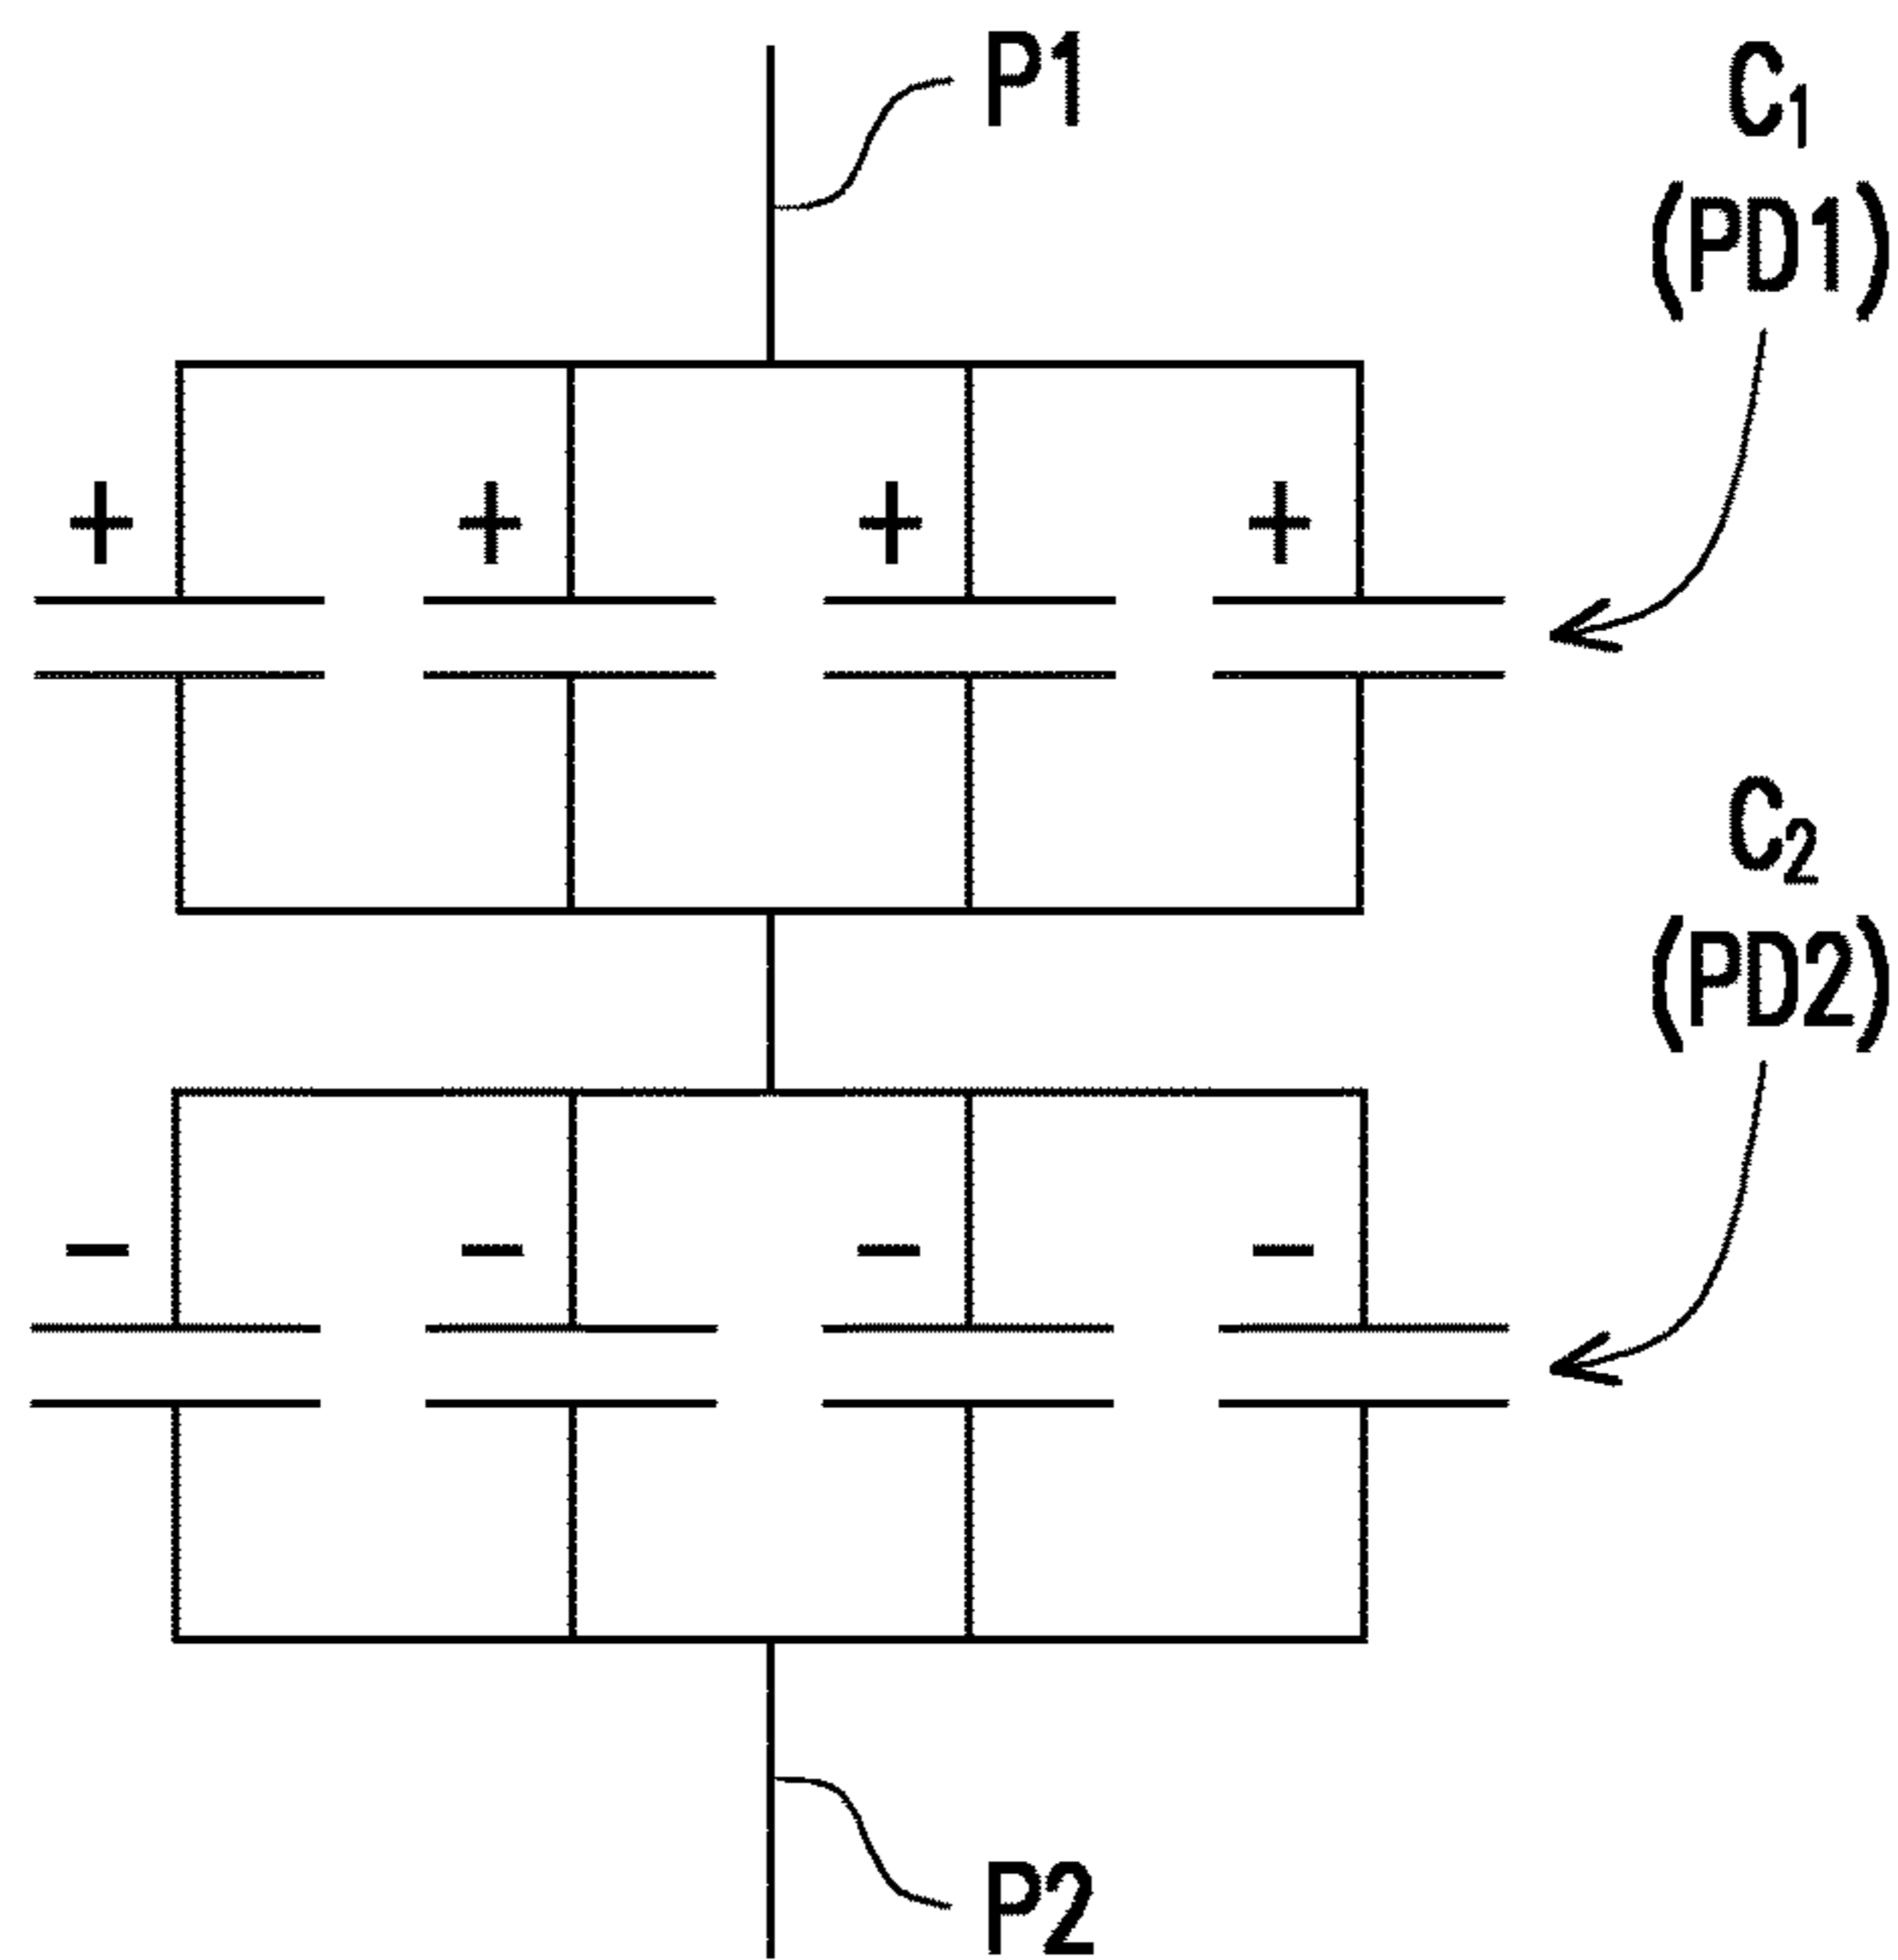 P1
C₁
(PD1)
+ + + +
C₂
(PD2)
− − − −
P2